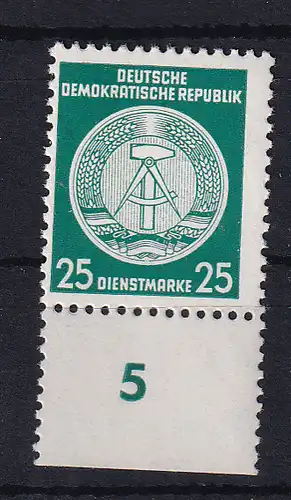 DEUTSCHE
DEMOKRATISCHE REPUBLIK
25 DIENSTMARKE 25
5